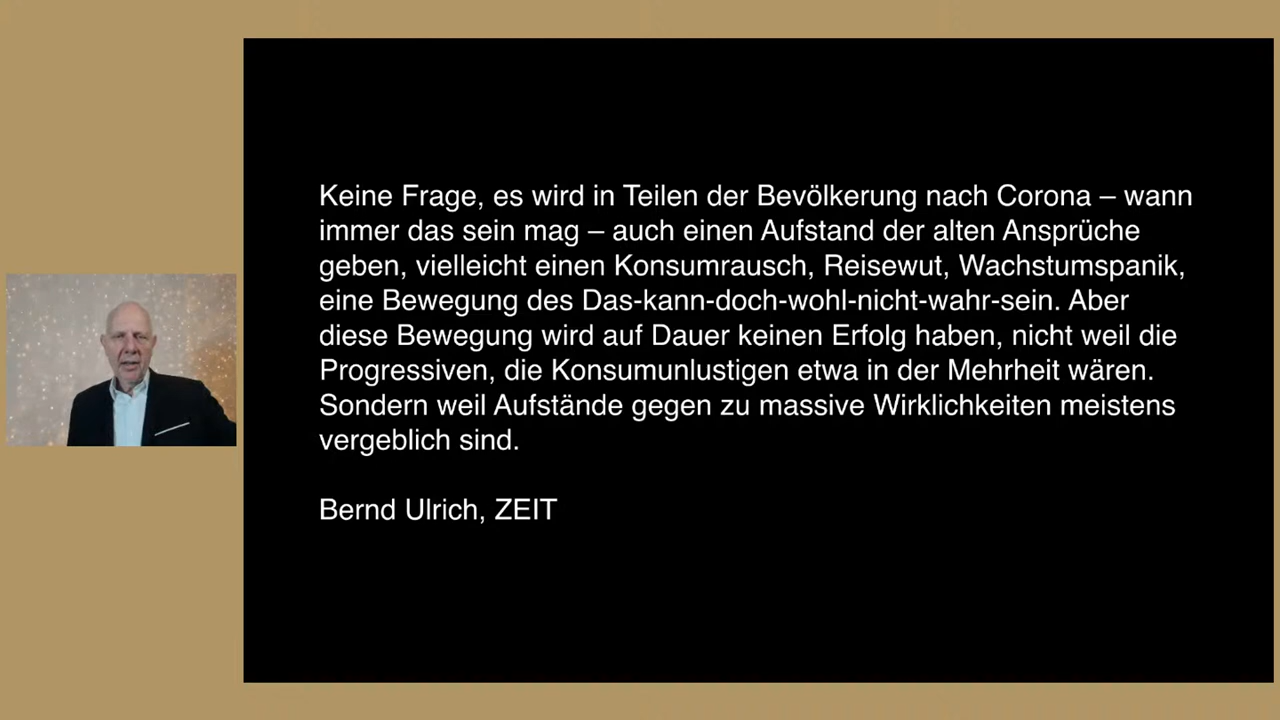 Keine Frage, es wird in Teilen der Bevölkerung nach Corona – wann
immer das sein mag – auch einen Aufstand der alten Ansprüche
geben, vielleicht einen Konsumrausch, Reisewut, Wachstumspanik,
eine Bewegung des Das-kann-doch-wohl-nicht-wahr-sein. Aber
diese Bewegung wird auf Dauer keinen Erfolg haben, nicht weil die
Progressiven, die Konsumunlustigen etwa in der Mehrheit wären.
Sondern weil Aufstände gegen zu massive Wirklichkeiten meistens
vergeblich sind.
Bernd Ulrich, ZEIT